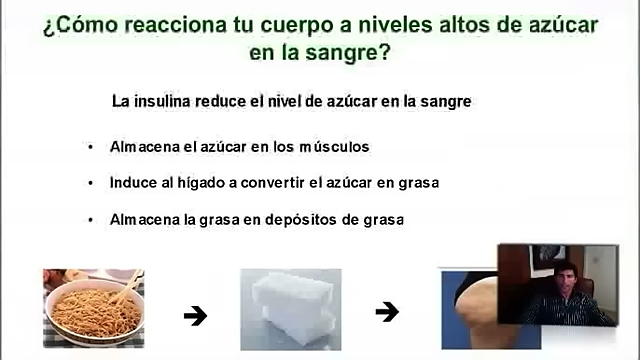 ¿Cómo reacciona tu cuerpo a niveles altos de azúcar
en la sangre?
La insulina reduce el nivel de azúcar en la sangre
• Almacena el azúcar en los músculos
• Induce al hígado a convertir el azúcar en grasa
• Almacena la grasa en depósitos de grasa